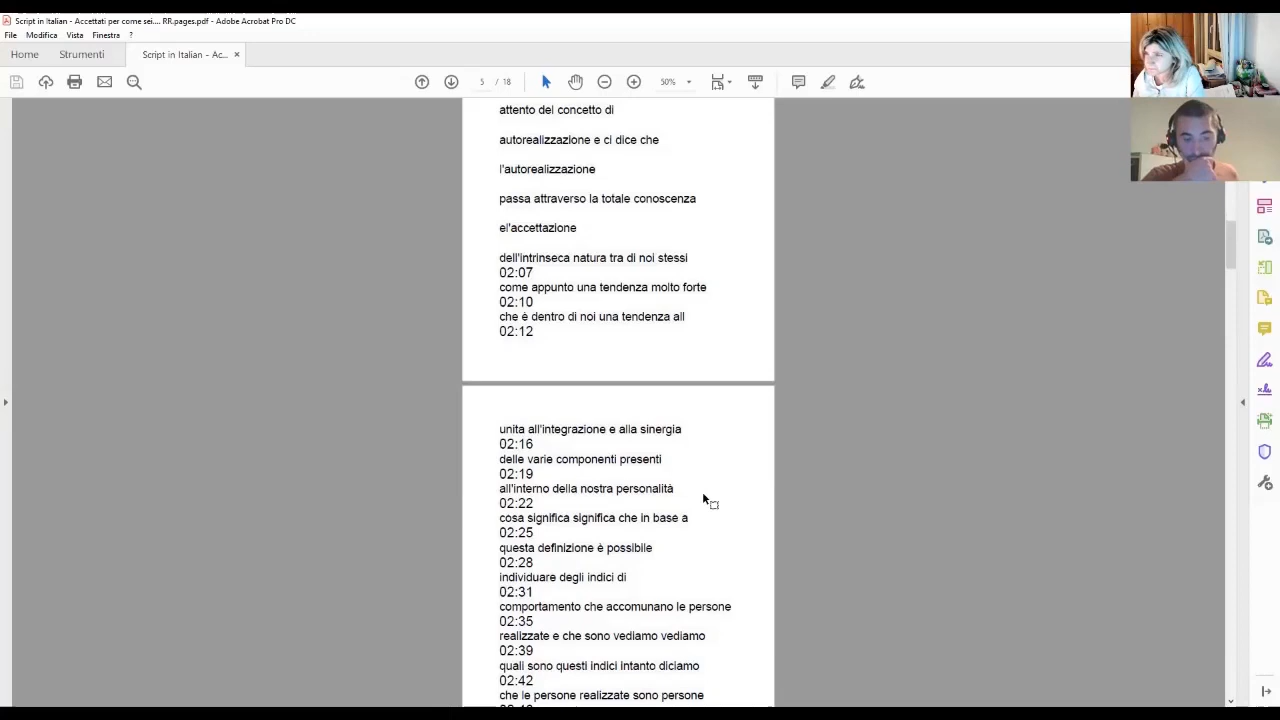 Script in Italian - Accettati per come sei.... RR.pages.pdf - Adobe Acrobat Pro DC
File Modifica Vista Finestra ?
Home Strumenti Script in Italian - Ac... ×
5 / 18 50%
attento del concetto di
autorealizzazione e ci dice che
l'autorealizzazione
passa attraverso la totale conoscenza
el'accettazione
dell'intrinseca natura tra di noi stessi
02:07
come appunto una tendenza molto forte
02:10
che è dentro di noi una tendenza all
02:12
unita all'integrazione e alla sinergia
02:16
delle varie componenti presenti
02:19
all'interno della nostra personalità
02:22
cosa significa significa che in base a
02:25
questa definizione è possibile
02:28
individuare degli indici di
02:31
comportamento che accomunano le persone
02:35
realizzate e che sono vediamo vediamo
02:39
quali sono questi indici intanto diciamo
02:42
che le persone realizzate sono persone